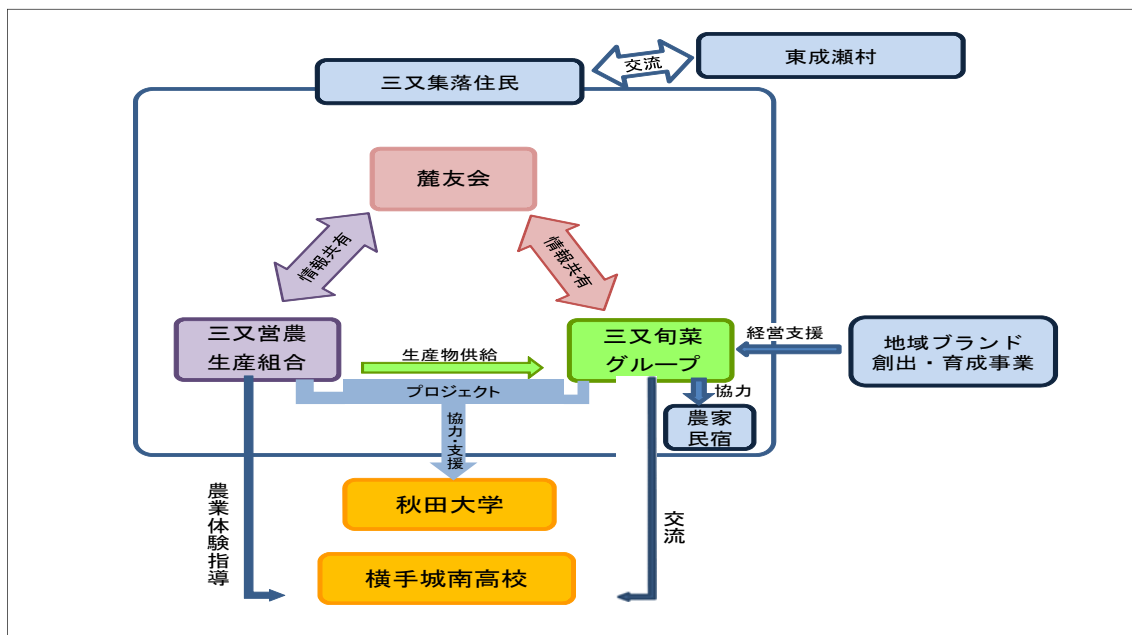 東成瀬村
交流
三又集落住民
麓友会
情報共有
情報共有
三又営農
生産組合
生産物供給
三又旬菜
グループ
経営支援
地域ブランド
創出・育成事業
プロジェクト
協力
農家
民宿
協力・支援
秋田大学
農業体験指導
交流
横手城南高校